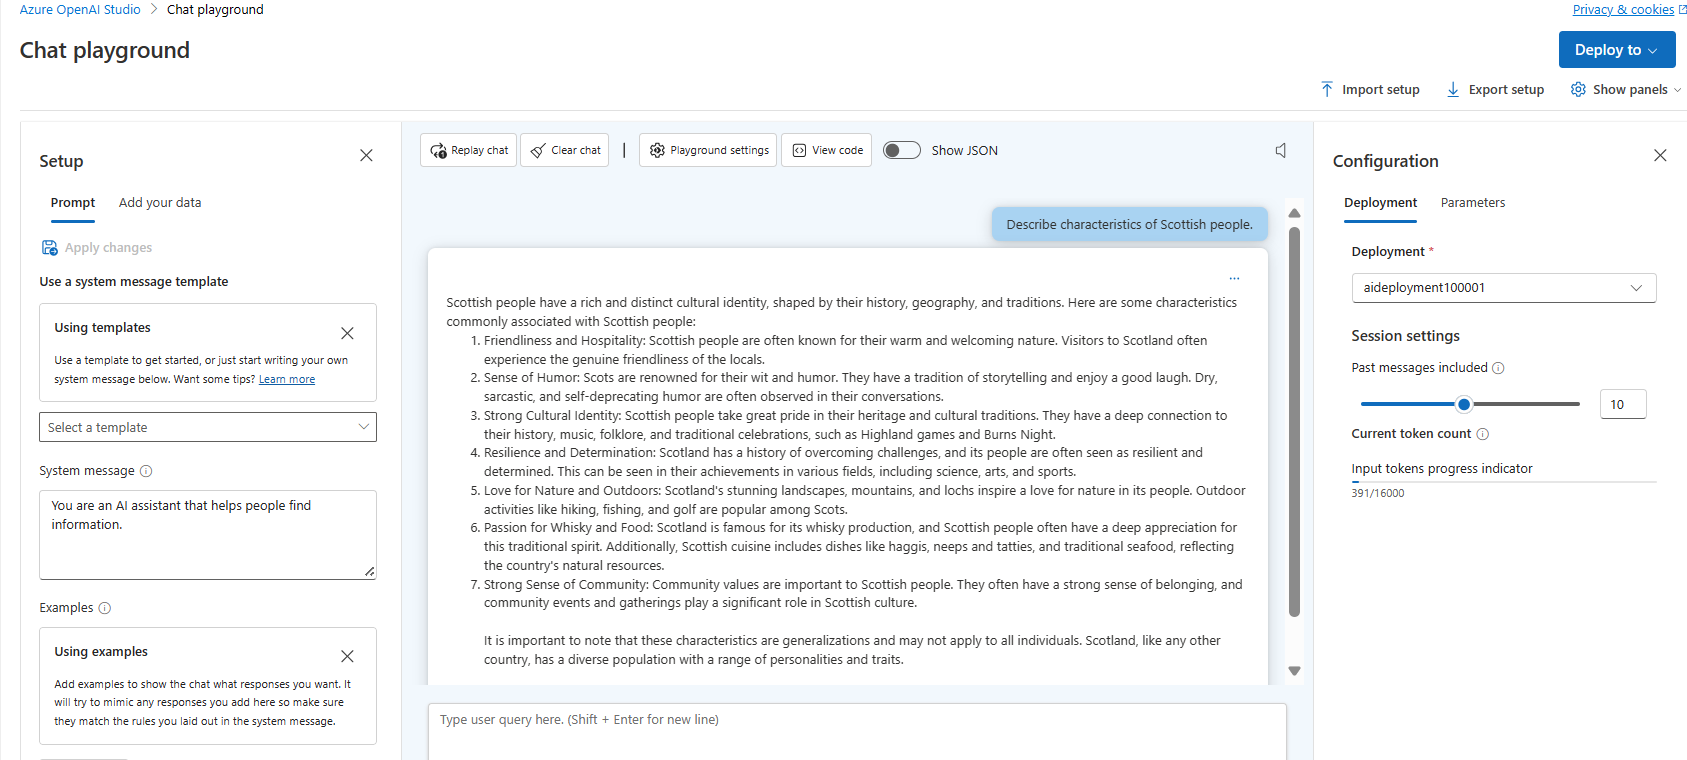 Azure OpenAI Studio > Chat playground
Privacy & cookies
Chat playground
Deploy to
Import setup
Export setup
Show panels
Setup
Prompt
Add your data
Apply changes
Use a system message template
Using templates
Use a template to get started, or just start writing your own
system message below. Want some tips? Learn more
Select a template
System message
You are an AI assistant that helps people find
information.
Examples
Using examples
Add examples to show the chat what responses you want. It
will try to mimic any responses you add here so make sure
they match the rules you laid out in the system message.
Replay chat
Clear chat
Playground settings
View code
Show JSON
Describe characteristics of Scottish people.
Scottish people have a rich and distinct cultural identity, shaped by their history, geography, and traditions. Here are some characteristics
commonly associated with Scottish people:
1. Friendliness and Hospitality: Scottish people are often known for their warm and welcoming nature. Visitors to Scotland often
experience the genuine friendliness of the locals.
2. Sense of Humor: Scots are renowned for their wit and humor. They have a tradition of storytelling and enjoy a good laugh. Dry,
sarcastic, and self-deprecating humor are often observed in their conversations.
3. Strong Cultural Identity: Scottish people take great pride in their heritage and cultural traditions. They have a deep connection to
their history, music, folklore, and traditional celebrations, such as Highland games and Burns Night.
4. Resilience and Determination: Scotland has a history of overcoming challenges, and its people are often seen as resilient and
determined. This can be seen in their achievements in various fields, including science, arts, and sports.
5. Love for Nature and Outdoors: Scotland's stunning landscapes, mountains, and lochs inspire a love for nature in its people. Outdoor
activities like hiking, fishing, and golf are popular among Scots.
6. Passion for Whisky and Food: Scotland is famous for its whisky production, and Scottish people often have a deep appreciation for
this traditional spirit. Additionally, Scottish cuisine includes dishes like haggis, neeps and tatties, and traditional seafood, reflecting
the country's natural resources.
7. Strong Sense of Community: Community values are important to Scottish people. They often have a strong sense of belonging, and
community events and gatherings play a significant role in Scottish culture.
It is important to note that these characteristics are generalizations and may not apply to all individuals. Scotland, like any other
country, has a diverse population with a range of personalities and traits.
Type user query here. (Shift + Enter for new line)
Configuration
Deployment
Parameters
Deployment *
aideployment100001
Session settings
Past messages included
10
Current token count
Input tokens progress indicator
391/16000